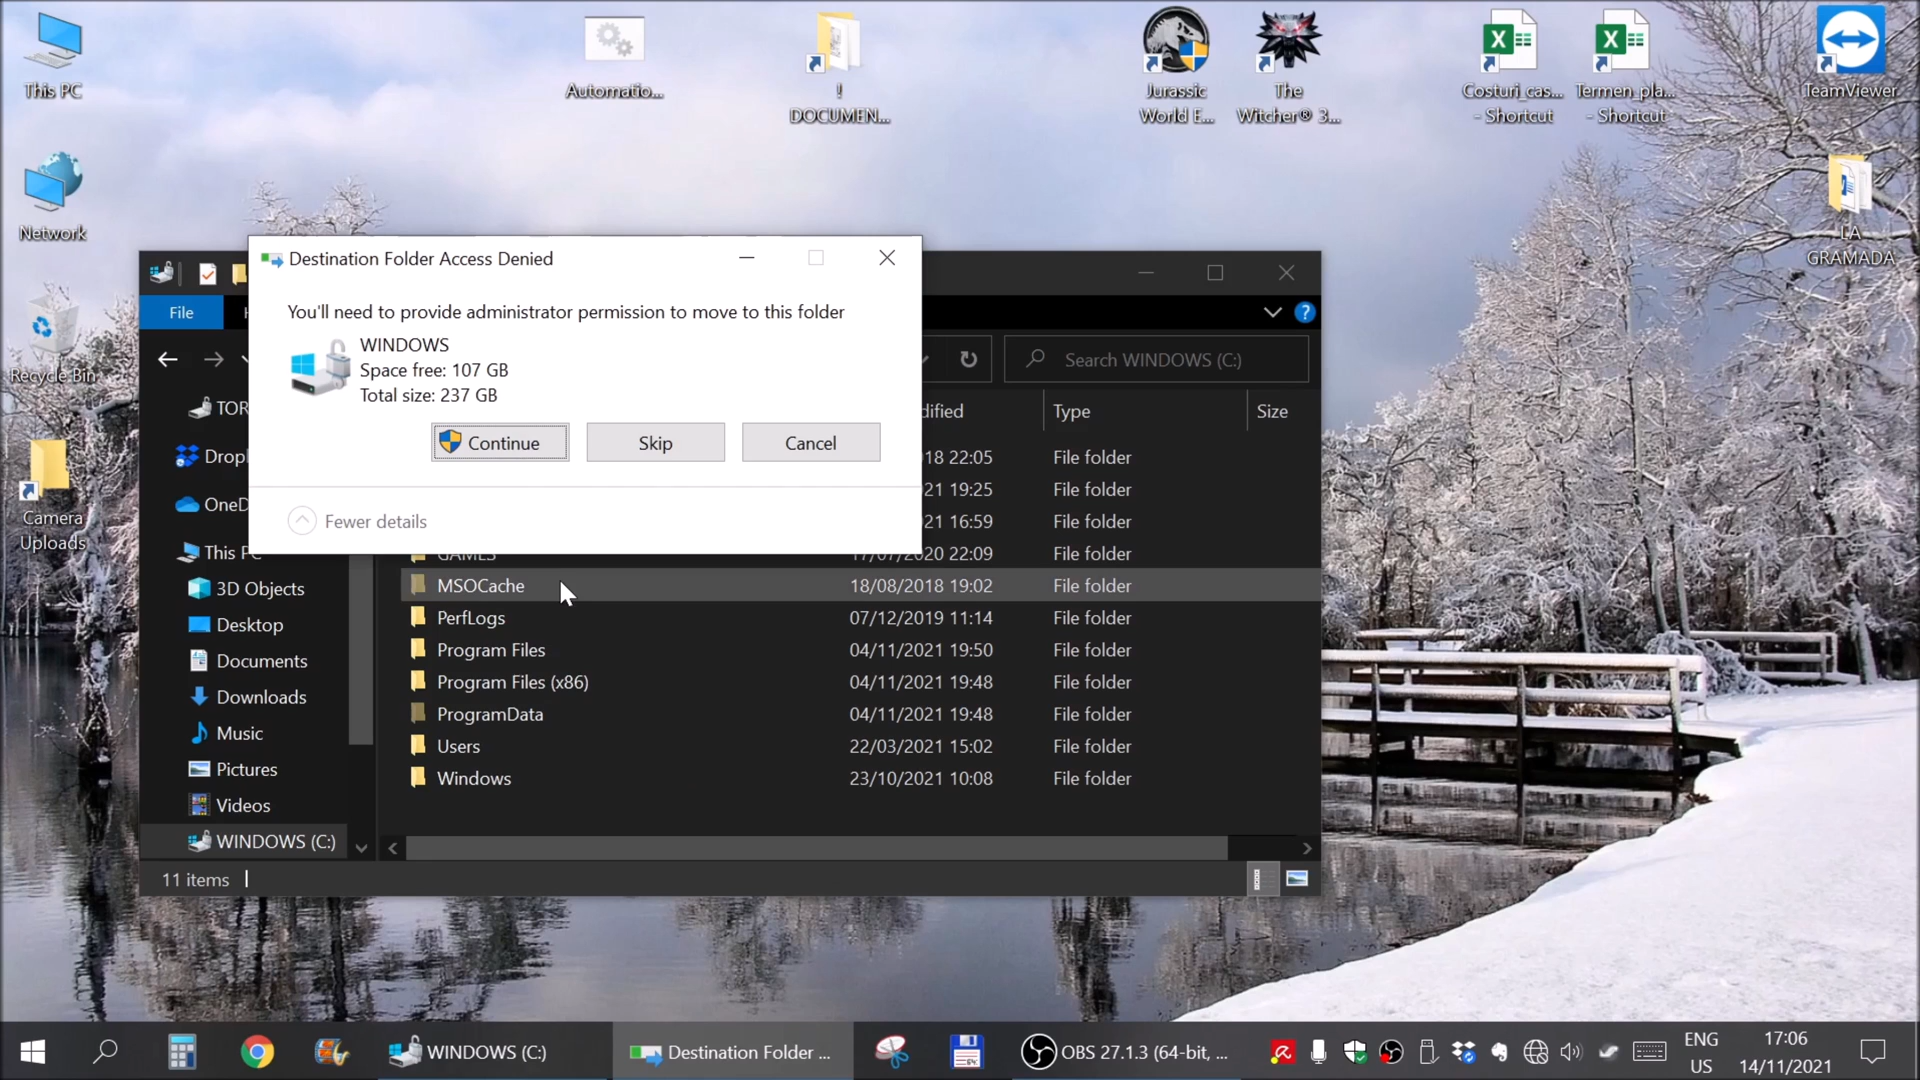 This PC
Automatio...
!
DOCUMEN...
Jurassic
World E...
The
Witcher® 3...
Costuri_cas...
- Shortcut
Termen_pla...
- Shortcut
TeamViewer
Network
LA
GRAMADA
Recycle Bin
Camera
Uploads
Destination Folder Access Denied
You'll need to provide administrator permission to move to this folder
WINDOWS
Space free: 107 GB
Total size: 237 GB
Continue
Skip
Cancel
Fewer details
File
?
Search WINDOWS (C:)
dified
Type
Size
18 22:05
File folder
21 19:25
File folder
21 16:59
File folder
GAMES
17/07/2020 22:09
File folder
MSOCache
18/08/2018 19:02
File folder
PerfLogs
07/12/2019 11:14
File folder
Program Files
04/11/2021 19:50
File folder
Program Files (x86)
04/11/2021 19:48
File folder
ProgramData
04/11/2021 19:48
File folder
Users
22/03/2021 15:02
File folder
Windows
23/10/2021 10:08
File folder
TOR
Drop
OneD
This PC
3D Objects
Desktop
Documents
Downloads
Music
Pictures
Videos
WINDOWS (C:)
11 items
WINDOWS (C:)
Destination Folder ...
OBS 27.1.3 (64-bit, ...
ENG
US
17:06
14/11/2021